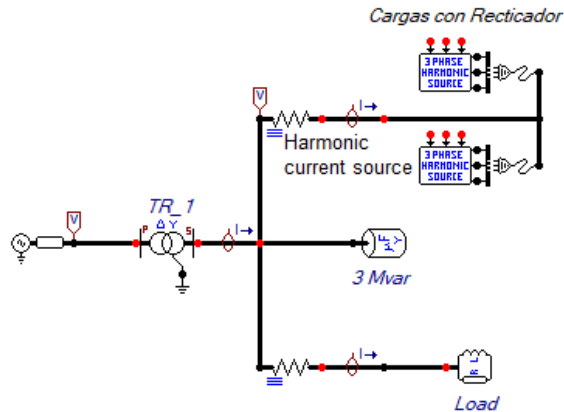 Cargas con Recticador
3 PHASE
HARMONIC
SOURCE
V
I→
Harmonic
current source
3 PHASE
HARMONIC
SOURCE
TR_1
V
P
Δ Y
S
I→
Y
3 Mvar
I→
R L
Load